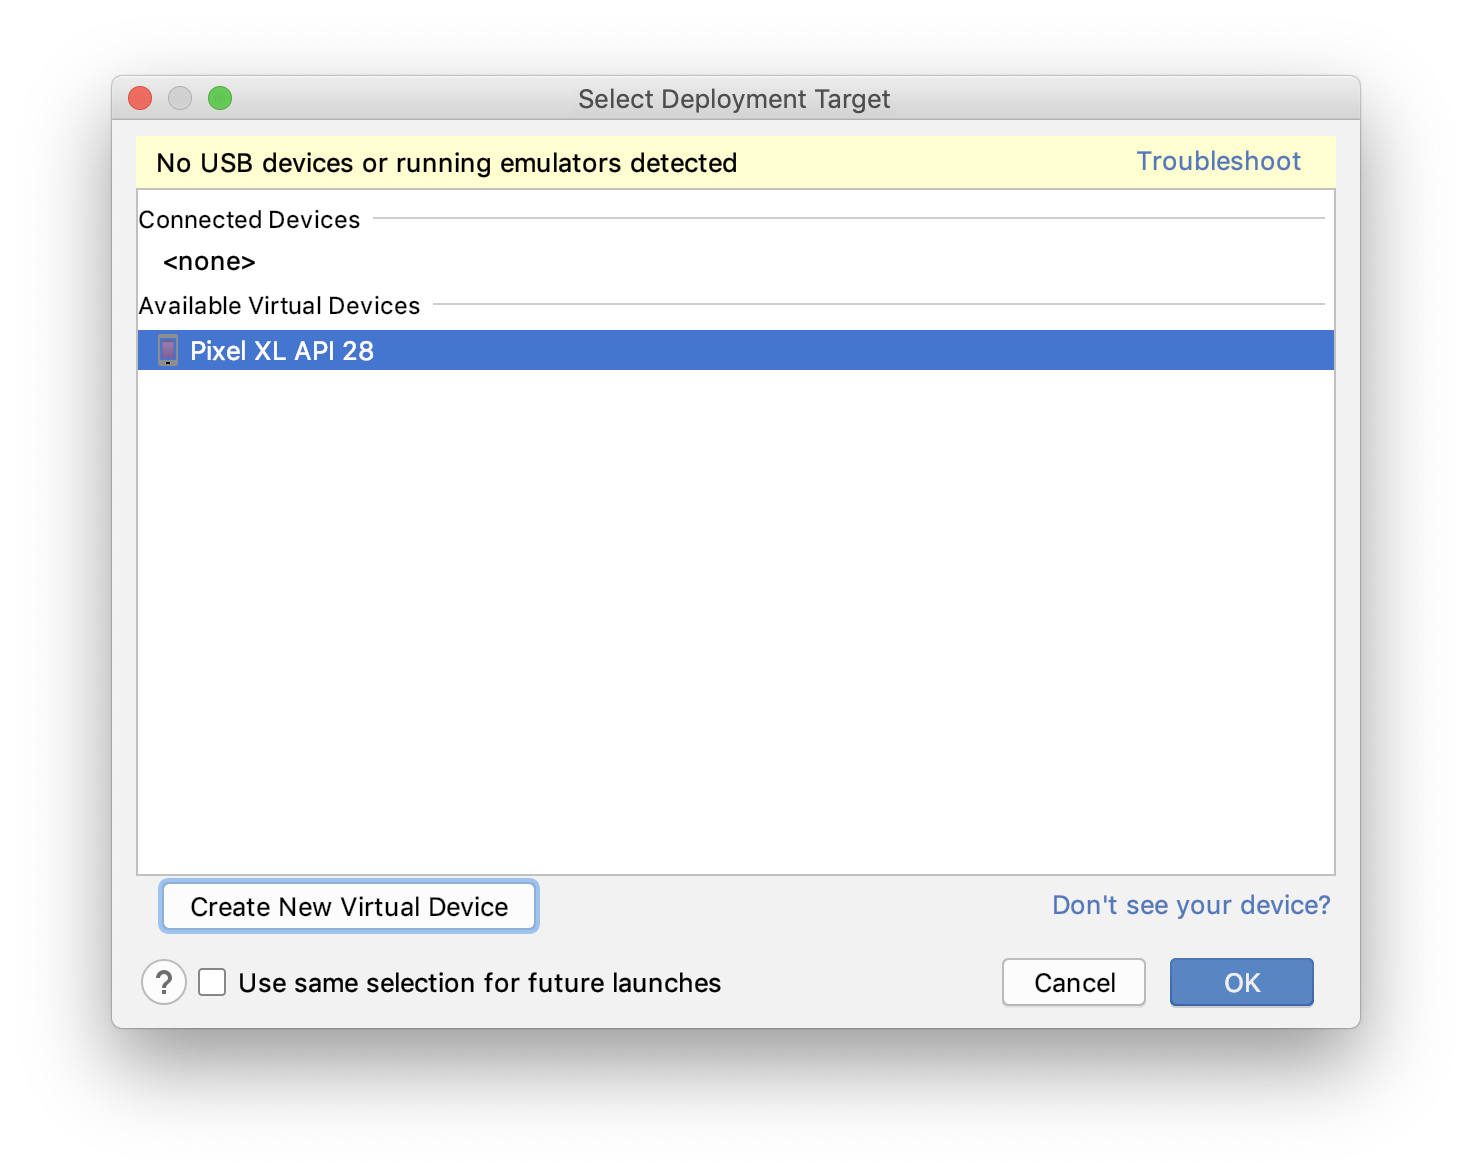 Select Deployment Target
No USB devices or running emulators detected Troubleshoot
Connected Devices
<none>
Available Virtual Devices
Pixel XL API 28
Create New Virtual Device Don't see your device?
? Use same selection for future launches Cancel OK